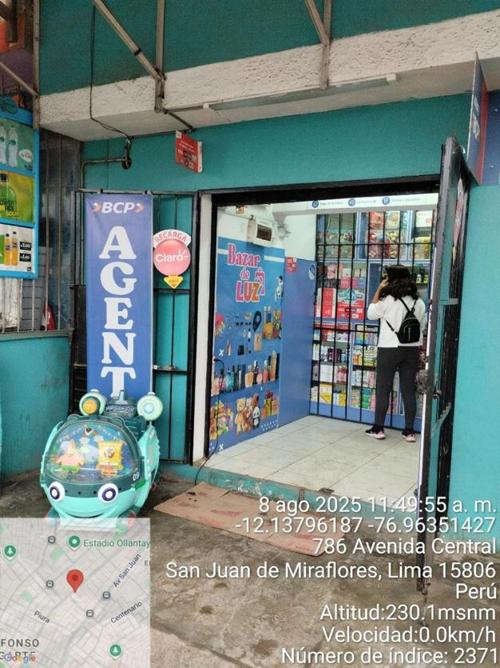 BCP
AGENT
RECARGA
Claro
Bazar
de
LUZ
8 ago 2025 11:49:55 a. m.
-12.13796187 -76.96351427
786 Avenida Central
San Juan de Miraflores, Lima 15806
Perú
Altitud:230.1msnm
Velocidad:0.0km/h
Número de índice: 2371
Estadio Ollantay
Av San Juan
Piura
Centenario
FONSO
Google